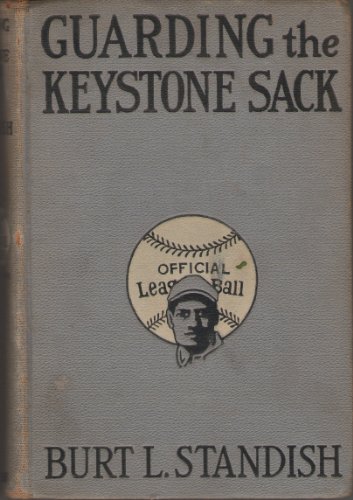 GUARDING the
KEYSTONE SACK
OFFICIAL
League Ball
BURT L. STANDISH